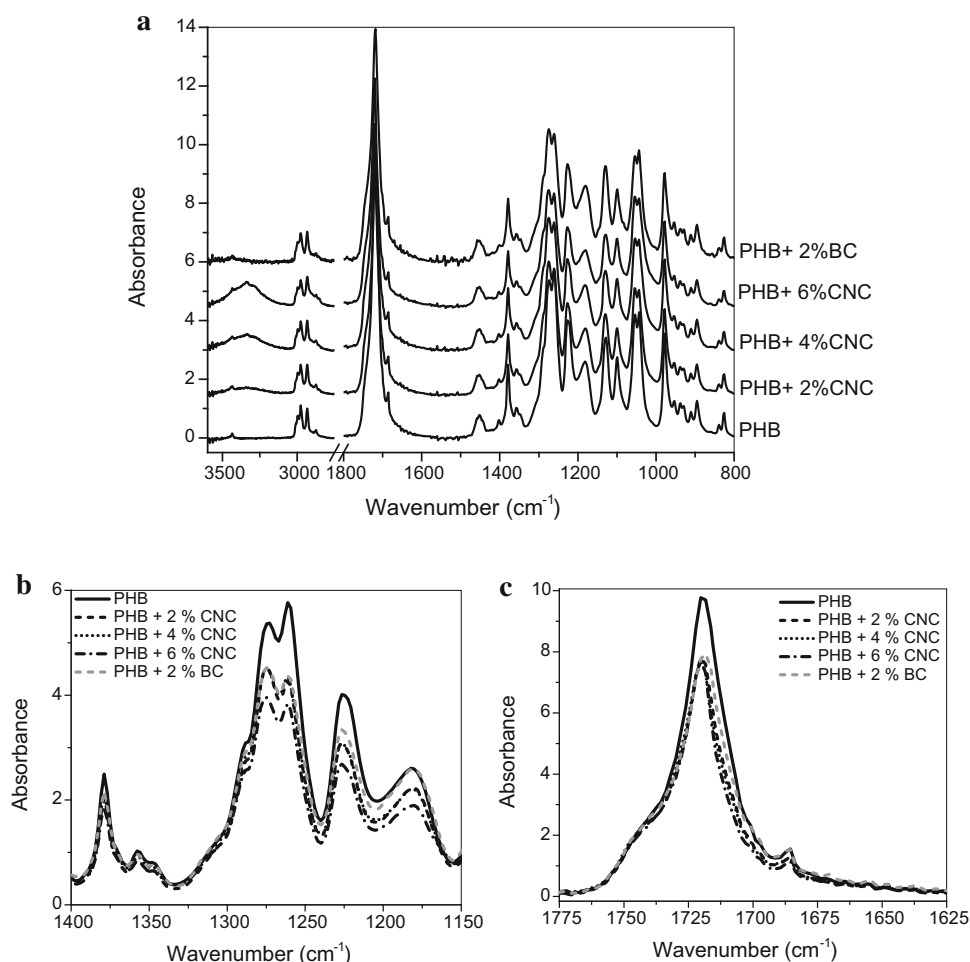 a
14
12
10
8
6
4
2
0
Absorbance
PHB+ 2%BC
PHB+ 6%CNC
PHB+ 4%CNC
PHB+ 2%CNC
PHB
3500 3000 1800 1600 1400 1200 1000 800
Wavenumber (cm⁻¹)
b
6
4
2
0
Absorbance
PHB
PHB + 2 % CNC
PHB + 4 % CNC
PHB + 6 % CNC
PHB + 2 % BC
1400 1350 1300 1250 1200 1150
Wavenumber (cm⁻¹)
c
10
8
6
4
2
0
Absorbance
PHB
PHB + 2 % CNC
PHB + 4 % CNC
PHB + 6 % CNC
PHB + 2 % BC
1775 1750 1725 1700 1675 1650 1625
Wavenumber (cm⁻¹)